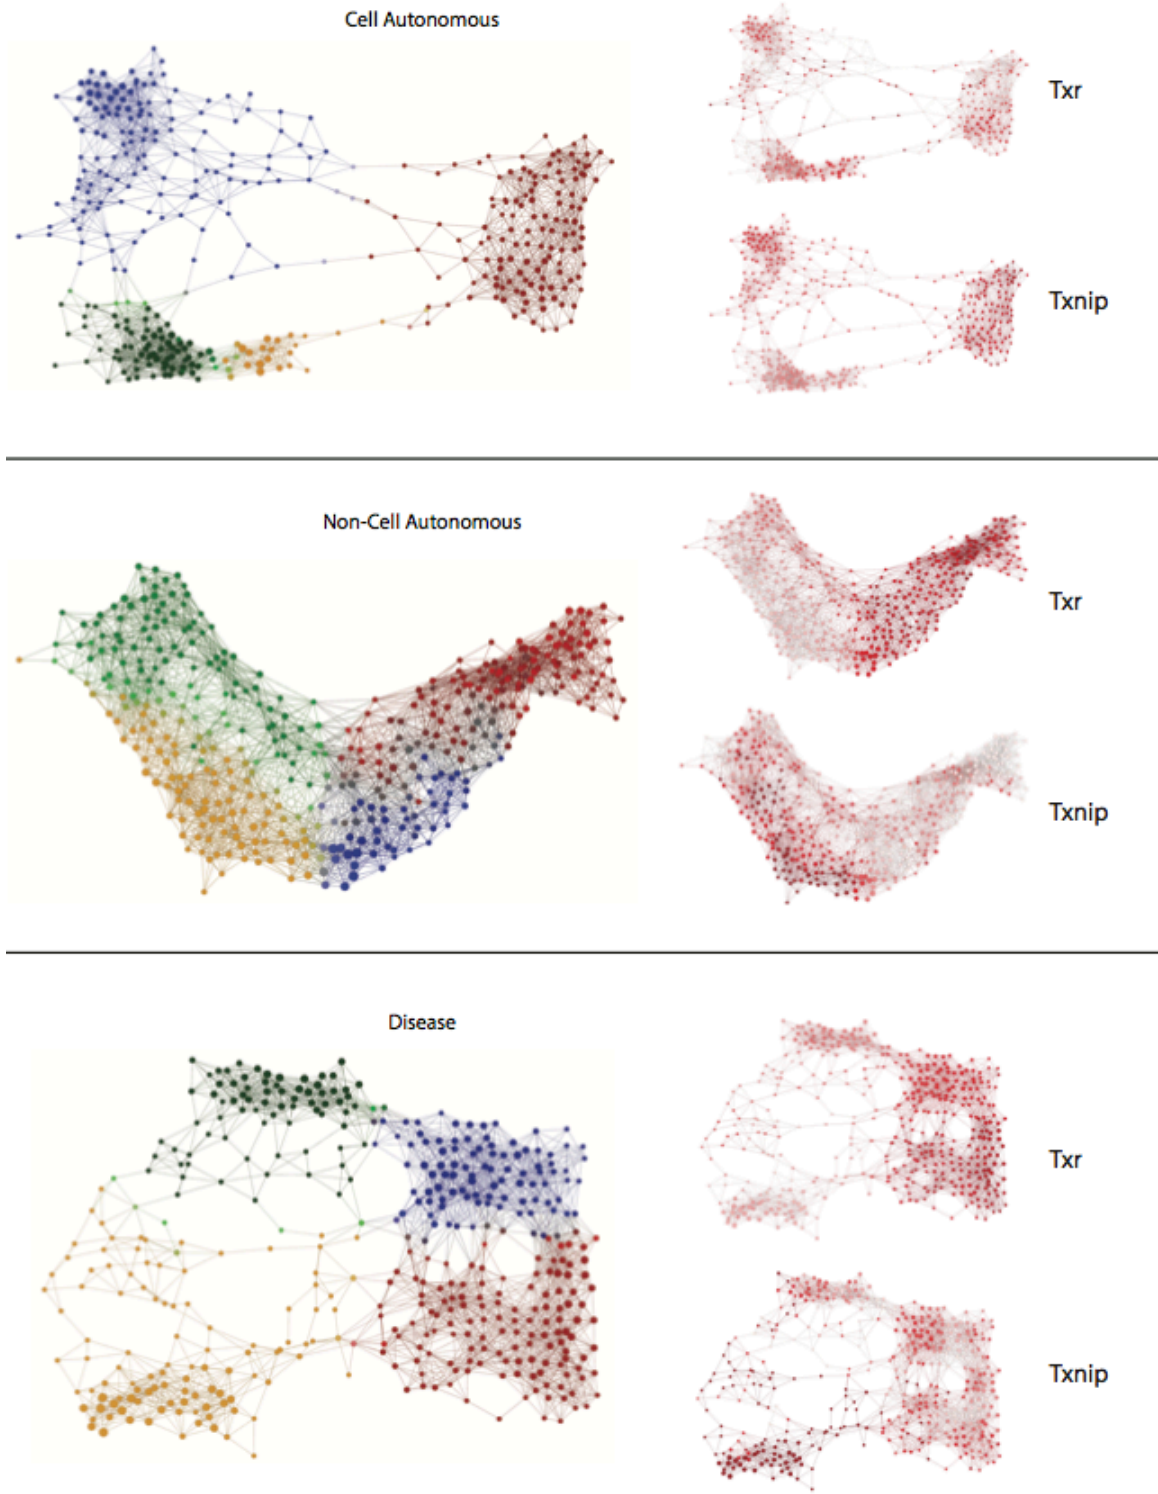 Cell Autonomous
Txr
Txnip
Non-Cell Autonomous
Txr
Txnip
Disease
Txr
Txnip